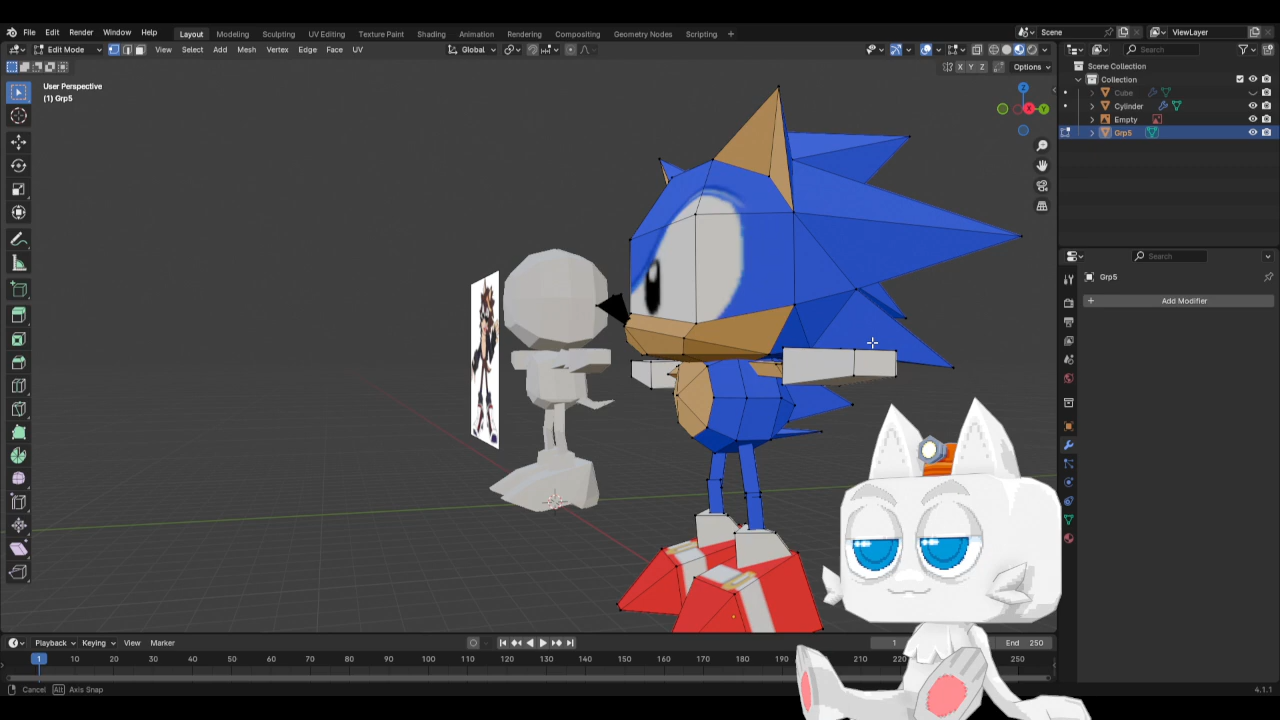 File Edit Render Window Help Layout Modeling Sculpting UV Editing Texture Paint Shading Animation Rendering Compositing Geometry Nodes Scripting + Scene ViewLayer
Edit Mode View Select Add Mesh Vertex Edge Face UV Global Search
X Y Z Options Scene Collection
User Perspective Collection
(1) Grp5 Cube
Cylinder
Empty
Grp5
Z
X
Y
Search
Grp5
+ Add Modifier
Playback Keying View Marker 1 End 250
1 10 20 30 40 50 60 70 80 90 100 110 120 130 140 150 160 170 180 190 200 210 220 250
Cancel Alt Axis Snap 4.1.1